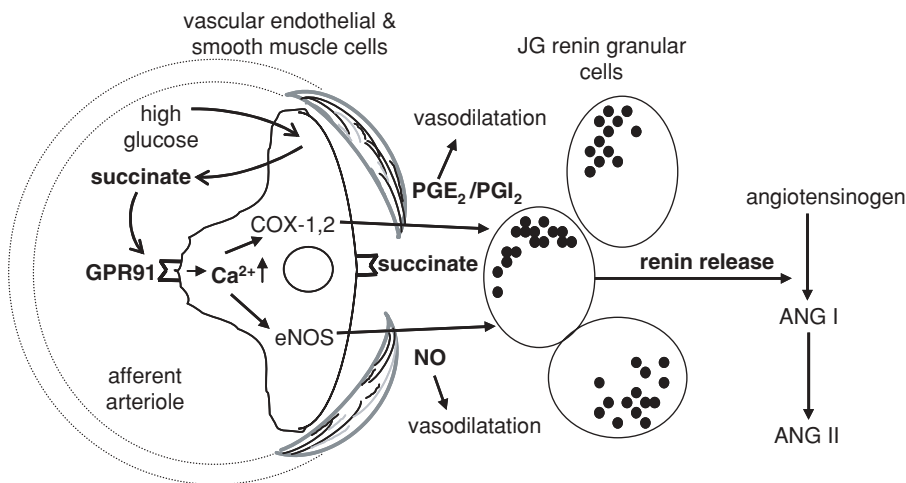 vascular endothelial &
smooth muscle cells
JG renin granular
cells
high
glucose
vasodilatation
succinate
PGE₂/PGI₂
angiotensinogen
COX-1,2
GPR91
Ca²⁺
succinate
renin release
ANG I
eNOS
NO
afferent
arteriole
vasodilatation
ANG II